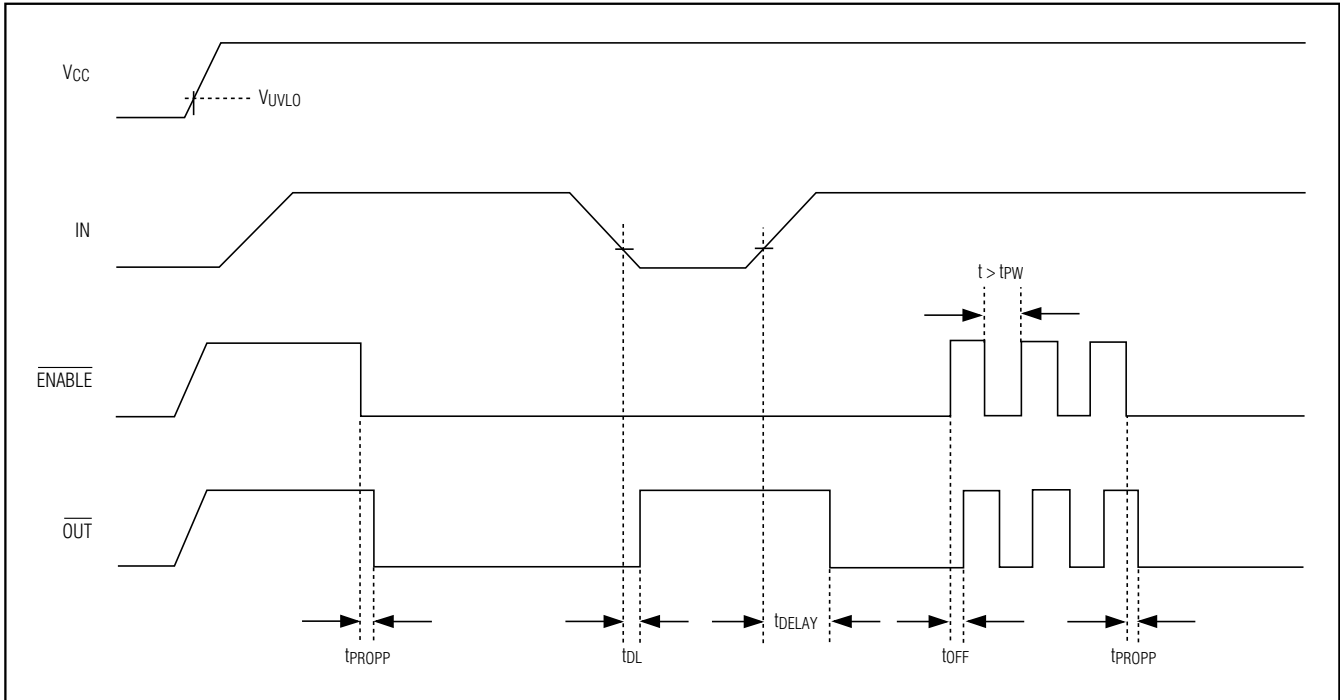 VCC
VUVLO
IN
t > tPW
ENABLE
OUT
tPROPP
tDL
tDELAY
tOFF
tPROPP